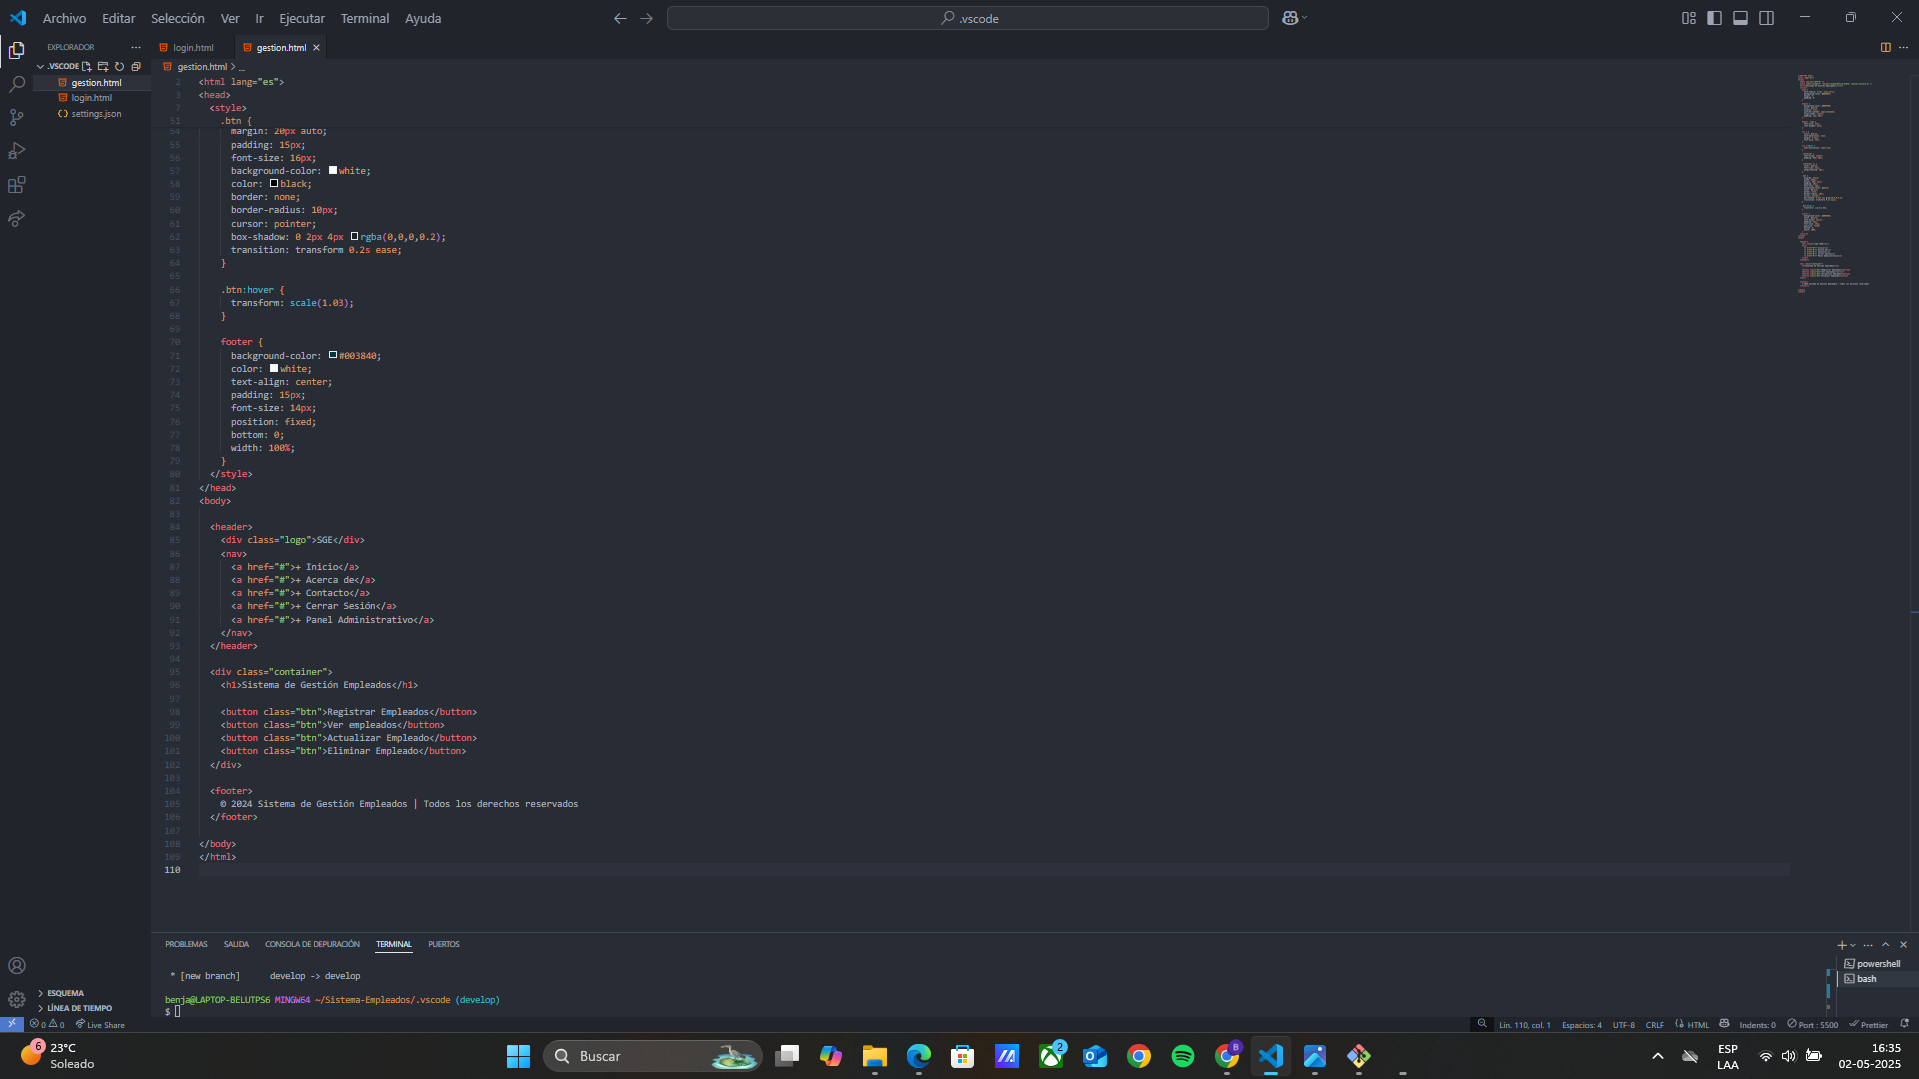 Archivo Editar Selección Ver Ir Ejecutar Terminal Ayuda
.vscode
EXPLORADOR
.VSCODE
gestion.html
login.html
settings.json
login.html
gestion.html
gestion.html > ...
2 <html lang="es">
3 <head>
7 <style>
51 .btn {
54 margin: 20px auto;
55 padding: 15px;
56 font-size: 16px;
57 background-color: white;
58 color: black;
59 border: none;
60 border-radius: 10px;
61 cursor: pointer;
62 box-shadow: 0 2px 4px rgba(0,0,0,0.2);
63 transition: transform 0.2s ease;
64 }
65
66 .btn:hover {
67 transform: scale(1.03);
68 }
69
70 footer {
71 background-color: #003840;
72 color: white;
73 text-align: center;
74 padding: 15px;
75 font-size: 14px;
76 position: fixed;
77 bottom: 0;
78 width: 100%;
79 }
80 </style>
81 </head>
82 <body>
83
84 <header>
85 <div class="logo">SGE</div>
86 <nav>
87 <a href="#">+ Inicio</a>
88 <a href="#">+ Acerca de</a>
89 <a href="#">+ Contacto</a>
90 <a href="#">+ Cerrar Sesión</a>
91 <a href="#">+ Panel Administrativo</a>
92 </nav>
93 </header>
94
95 <div class="container">
96 <h1>Sistema de Gestión Empleados</h1>
97
98 <button class="btn">Registrar Empleados</button>
99 <button class="btn">Ver empleados</button>
100 <button class="btn">Actualizar Empleado</button>
101 <button class="btn">Eliminar Empleado</button>
102 </div>
103
104 <footer>
105 © 2024 Sistema de Gestión Empleados | Todos los derechos reservados
106 </footer>
107
108 </body>
109 </html>
110
PROBLEMAS SALIDA CONSOLA DE DEPURACIÓN TERMINAL PUERTOS
* [new branch] develop -> develop
benja@LAPTOP-BELUTPS6 MINGW64 ~/Sistema-Empleados/.vscode (develop)
$
powershell
bash
ESQUEMA
LÍNEA DE TIEMPO
0 0 Live Share
Lin. 110, col. 1 Espacios: 4 UTF-8 CRLF HTML Indents: 0 Port : 5500 Prettier
6
23°C
Soleado
Buscar
2
B
ESP
LAA
16:35
02-05-2025